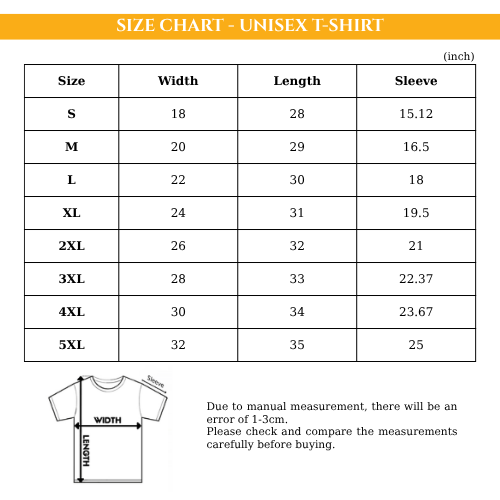 SIZE CHART - UNISEX T-SHIRT
(inch)
Size Width Length Sleeve
S 18 28 15.12
M 20 29 16.5
L 22 30 18
XL 24 31 19.5
2XL 26 32 21
3XL 28 33 22.37
4XL 30 34 23.67
5XL 32 35 25
Sleeve
WIDTH
LENGTH
Due to manual measurement, there will be an
error of 1-3cm.
Please check and compare the measurements
carefully before buying.